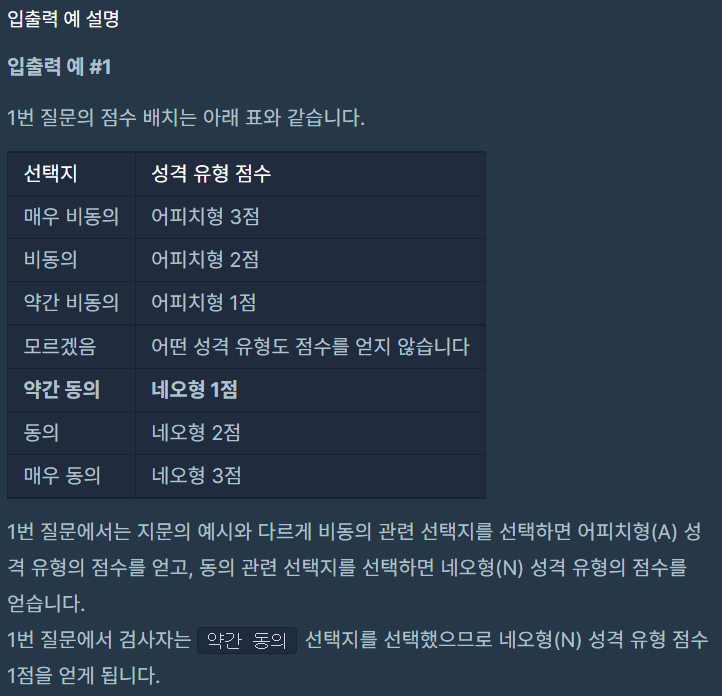 입출력 예 설명
입출력 예 #1
1번 질문의 점수 배치는 아래 표와 같습니다.
선택지 성격 유형 점수
매우 비동의 어피치형 3점
비동의 어피치형 2점
약간 비동의 어피치형 1점
모르겠음 어떤 성격 유형도 점수를 얻지 않습니다
약간 동의 네오형 1점
동의 네오형 2점
매우 동의 네오형 3점
1번 질문에서는 지문의 예시와 다르게 비동의 관련 선택지를 선택하면 어피치형(A) 성
격 유형의 점수를 얻고, 동의 관련 선택지를 선택하면 네오형(N) 성격 유형의 점수를
얻습니다.
1번 질문에서 검사자는 약간 동의 선택지를 선택했으므로 네오형(N) 성격 유형 점수
1점을 얻게 됩니다.